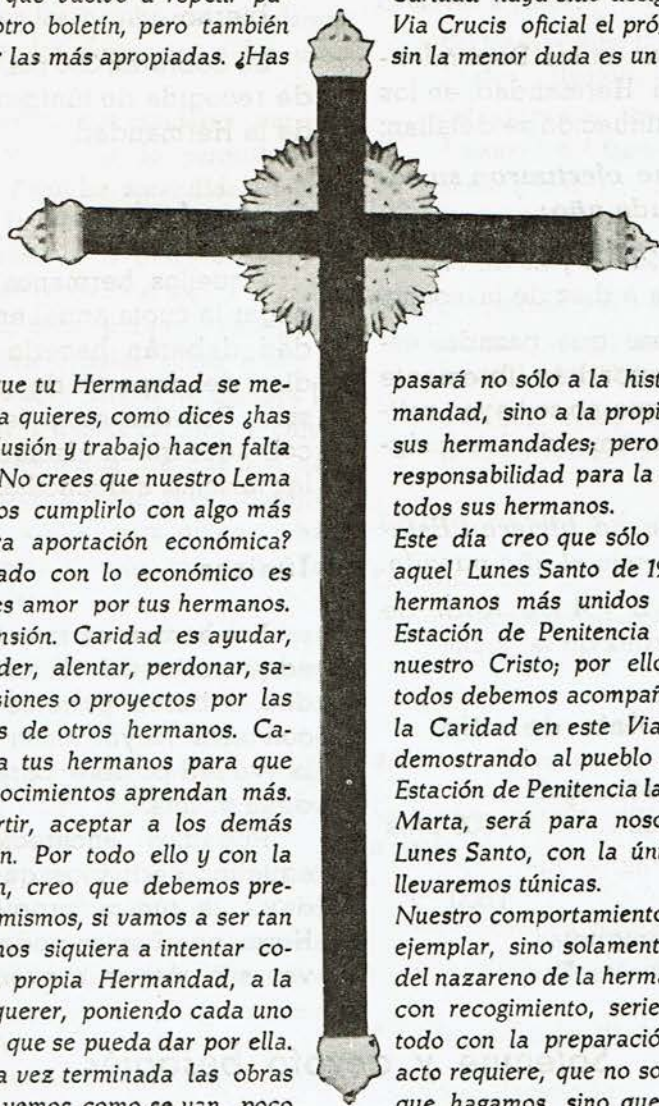 otro boletín, pero también
r las más apropiadas. ¿Has
ue tu Hermandad se me-
a quieres, como dices ¿has
usión y trabajo hacen falta
No crees que nuestro Lema
os cumplirlo con algo más
a aportación económica?
ado con lo económico es
es amor por tus hermanos.
nsión. Caridad es ayudar,
der, alentar, perdonar, sa-
siones o proyectos por las
s de otros hermanos. Ca-
a tus hermanos para que
ocimientos aprendan más.
rtir, aceptar a los demás
n. Por todo ello y con la
n, creo que debemos pre-
mismos, si vamos a ser tan
nos siquiera a intentar co-
propia Hermandad, a la
querer, poniendo cada uno
que se pueda dar por ella.
a vez terminada las obras
vemos como se van poco
Via Crucis oficial el próx
sin la menor duda es un
pasará no sólo a la hist
mandad, sino a la propi
sus hermandades; pero
responsabilidad para la
todos sus hermanos.
Este día creo que sólo
aquel Lunes Santo de 19
hermanos más unidos
Estación de Penitencia
nuestro Cristo; por ello
todos debemos acompañ
la Caridad en este Via
demostrando al pueblo
Estación de Penitencia la
Marta, será para noso
Lunes Santo, con la úni
llevaremos túnicas.
Nuestro comportamiento
ejemplar, sino solament
del nazareno de la herma
con recogimiento, serie
todo con la preparació
acto requiere, que no so
que hagamos, sino que